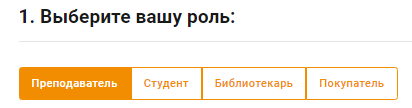 1. Выберите вашу роль:
Преподаватель Студент Библиотекарь Покупатель